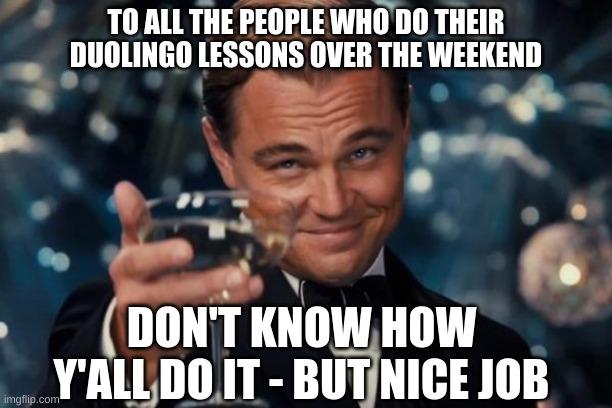 TO ALL THE PEOPLE WHO DO THEIR
DUOLINGO LESSONS OVER THE WEEKEND
DON'T KNOW HOW
Y'ALL DO IT - BUT NICE JOB
imgflip.com